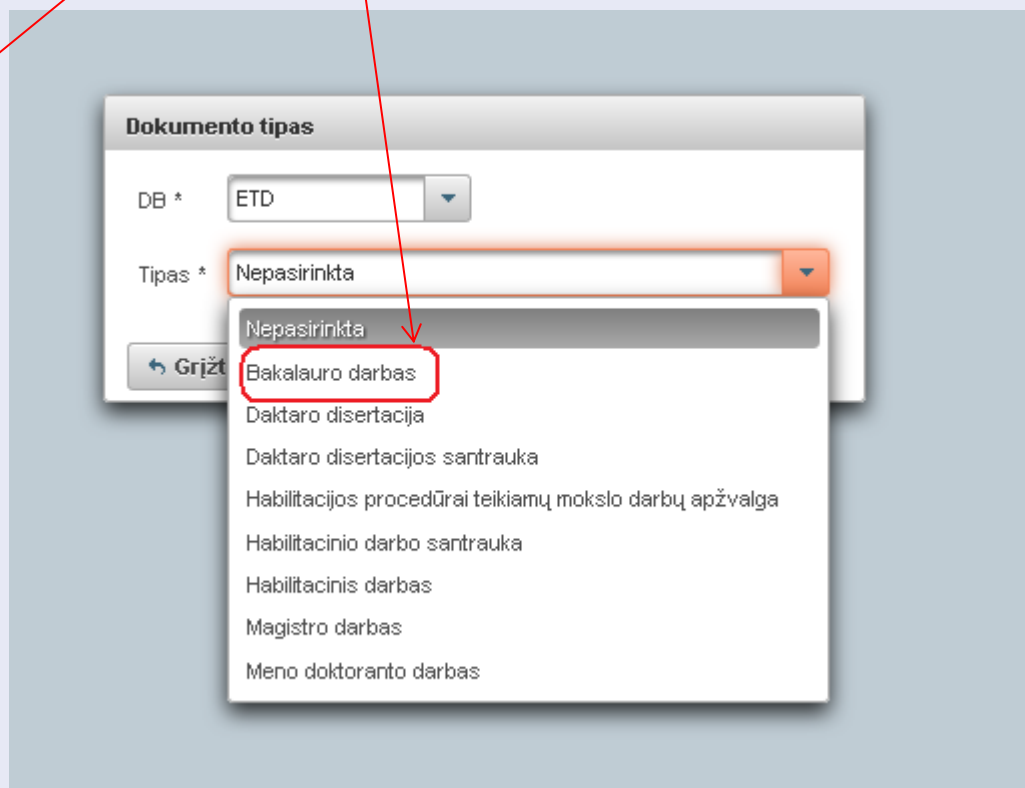 Dokumento tipas
DB * ETD
Tipas * Nepasirinkta
Nepasirinkta
Grįžt
Bakalauro darbas
Daktaro disertacija
Daktaro disertacijos santrauka
Habilitacijos procedūrai teikiamų mokslo darbų apžvalga
Habilitacinio darbo santrauka
Habilitacinis darbas
Magistro darbas
Meno doktoranto darbas